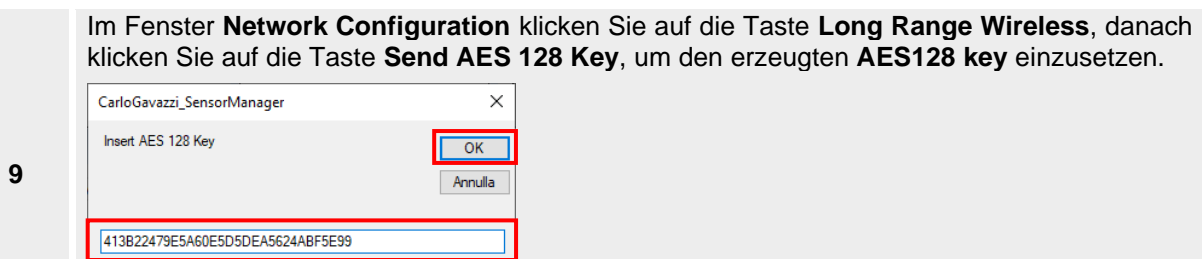 Im Fenster Network Configuration klicken Sie auf die Taste Long Range Wireless, danach
klicken Sie auf die Taste Send AES 128 Key, um den erzeugten AES128 key einzusetzen.
CarloGavazzi_SensorManager
Insert AES 128 Key
OK
9
Annulla
413B22479E5A60E5D5DEA5624ABF5E99